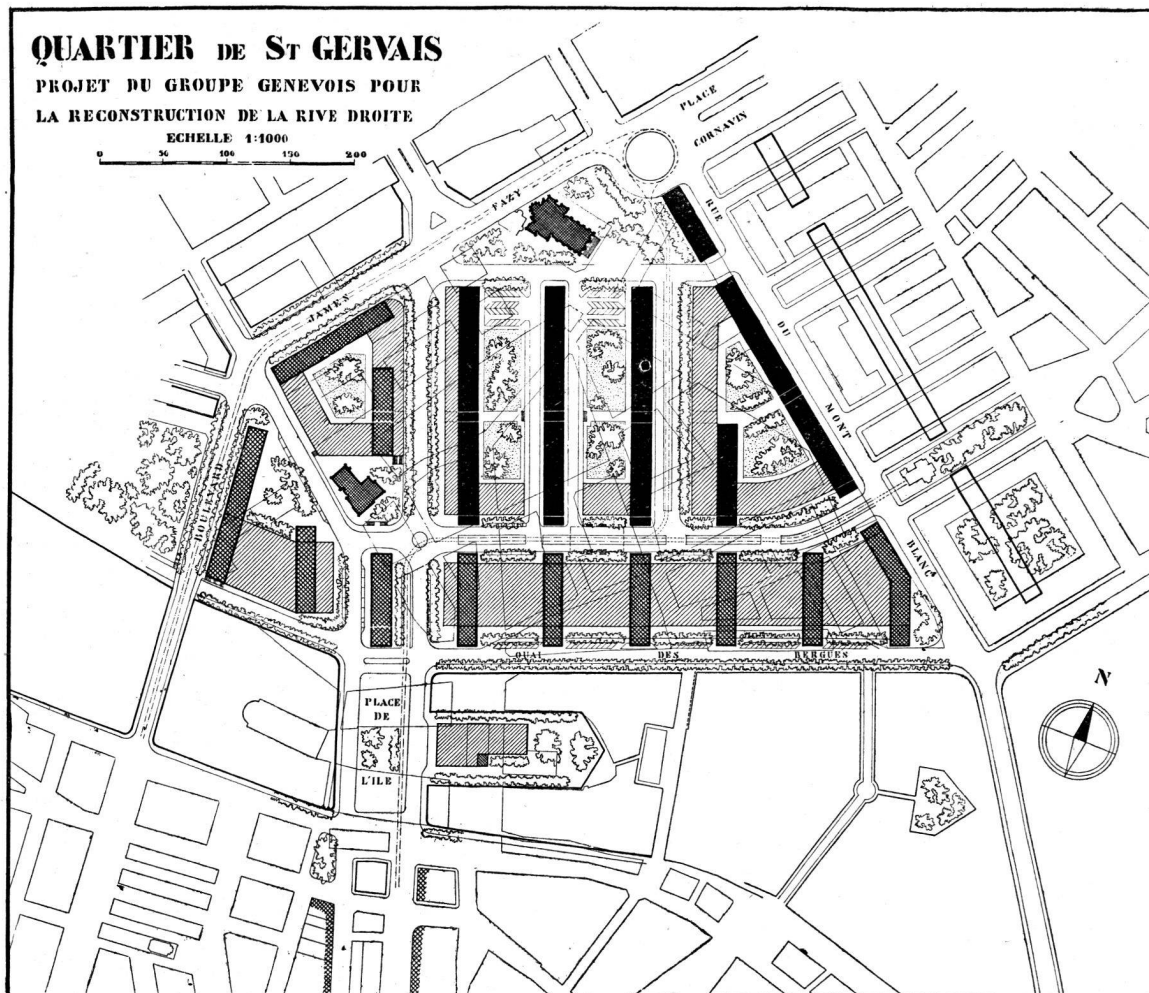 QUARTIER DE ST GERVAIS
PROJET DU GROUPE GENEVOIS POUR
LA RECONSTRUCTION DE LA RIVE DROITE
ECHELLE 1:1000
0 50 100 150 200
PLACE
CORNAVIN
FAZY
JAMES
RUE
DU
MONT
BLANC
BOULEVARD
QUAI DES BERGUES
PLACE
DE
L'ILE
N